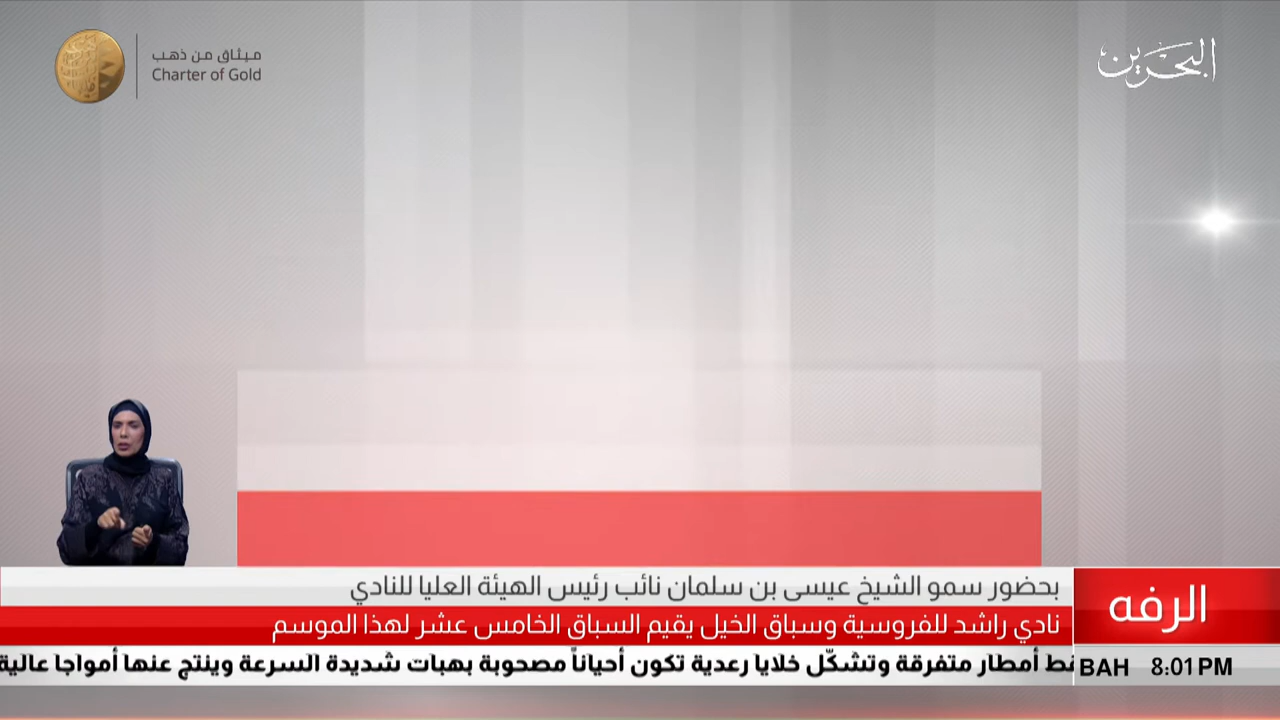 ميثاق من ذهب
Charter of Gold
البحرين
بحضور سمو الشيخ عيسى بن سلمان نائب رئيس الهيئة العليا للنادي
الرفه
نادي راشد للفروسية وسباق الخيل يقيم السباق الخامس عشر لهذا الموسم
أمطار متفرقة وتشكّل خلايا رعدية تكون أحياناً مصحوبة بهبات شديدة السرعة وينتج عنها أمواجا عالية
BAH 8:01 PM